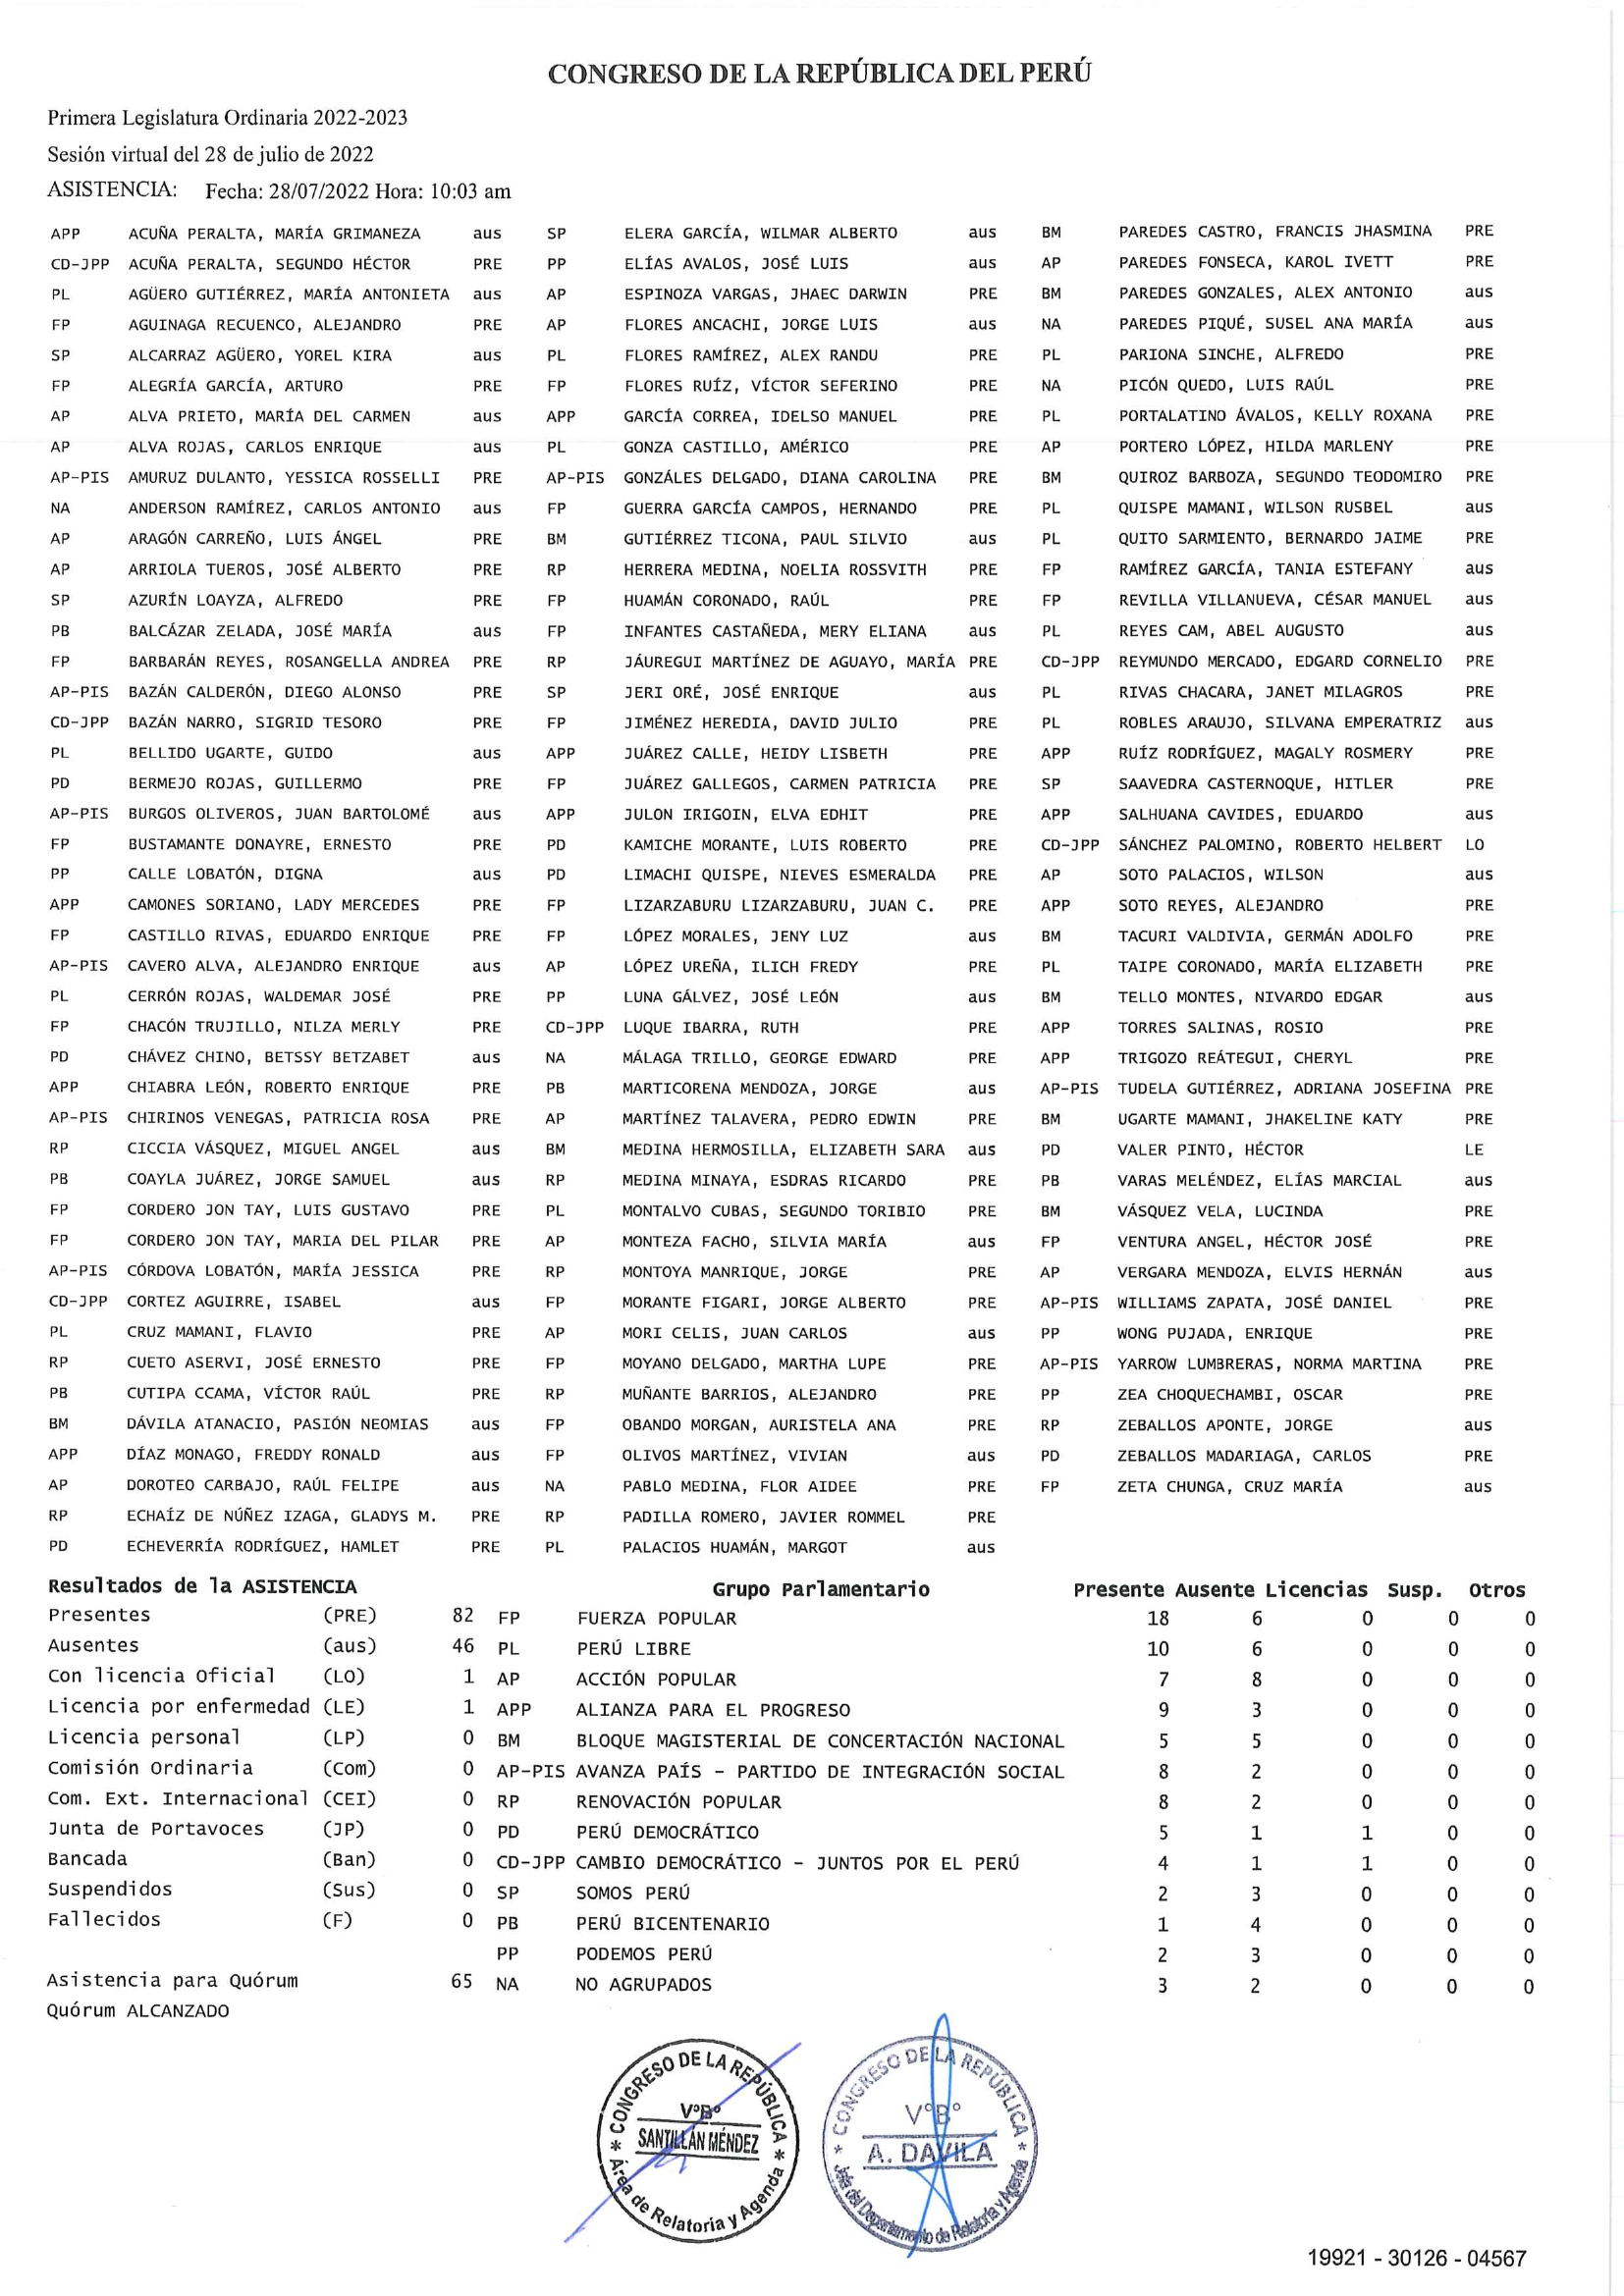 CONGRESO DE LA REPÚBLICA DEL PERÚ
Primera Legislatura Ordinaria 2022-2023
Sesión virtual del 28 de julio de 2022
ASISTENCIA: Fecha: 28/07/2022 Hora: 10:03 am
APP ACUÑA PERALTA, MARÍA GRIMANEZA aus SP ELERA GARCÍA, WILMAR ALBERTO aus BM PAREDES CASTRO, FRANCIS JHASMINA PRE
CD-JPP ACUÑA PERALTA, SEGUNDO HÉCTOR PRE PP ELÍAS AVALOS, JOSÉ LUIS aus AP PAREDES FONSECA, KAROL IVETT PRE
PL AGÜERO GUTIÉRREZ, MARÍA ANTONIETA aus AP ESPINOZA VARGAS, JHAEC DARWIN PRE BM PAREDES GONZALES, ALEX ANTONIO aus
FP AGUINAGA RECUENCO, ALEJANDRO PRE AP FLORES ANCACHI, JORGE LUIS aus NA PAREDES PIQUÉ, SUSEL ANA MARÍA aus
SP ALCARRAZ AGÜERO, YOREL KIRA aus PL FLORES RAMÍREZ, ALEX RANDU PRE PL PARIONA SINCHE, ALFREDO PRE
FP ALEGRÍA GARCÍA, ARTURO PRE FP FLORES RUÍZ, VÍCTOR SEFERINO PRE NA PICÓN QUEDO, LUIS RAÚL PRE
AP ALVA PRIETO, MARÍA DEL CARMEN aus APP GARCÍA CORREA, IDELSO MANUEL PRE PL PORTALATINO ÁVALOS, KELLY ROXANA PRE
AP ALVA ROJAS, CARLOS ENRIQUE aus PL GONZA CASTILLO, AMÉRICO PRE AP PORTERO LÓPEZ, HILDA MARLENY PRE
AP-PIS AMURUZ DULANTO, YESSICA ROSSELLI PRE AP-PIS GONZÁLES DELGADO, DIANA CAROLINA PRE BM QUIROZ BARBOZA, SEGUNDO TEODOMIRO PRE
NA ANDERSON RAMÍREZ, CARLOS ANTONIO aus FP GUERRA GARCÍA CAMPOS, HERNANDO PRE PL QUISPE MAMANI, WILSON RUSBEL aus
AP ARAGÓN CARREÑO, LUIS ÁNGEL PRE BM GUTIÉRREZ TICONA, PAUL SILVIO aus PL QUITO SARMIENTO, BERNARDO JAIME PRE
AP ARRIOLA TUEROS, JOSÉ ALBERTO PRE RP HERRERA MEDINA, NOELIA ROSSVITH PRE FP RAMÍREZ GARCÍA, TANIA ESTEFANY aus
SP AZURÍN LOAYZA, ALFREDO PRE FP HUAMÁN CORONADO, RAÚL PRE FP REVILLA VILLANUEVA, CÉSAR MANUEL aus
PB BALCÁZAR ZELADA, JOSÉ MARÍA aus FP INFANTES CASTAÑEDA, MERY ELIANA aus PL REYES CAM, ABEL AUGUSTO aus
FP BARBARÁN REYES, ROSANGELLA ANDREA PRE RP JÁUREGUI MARTÍNEZ DE AGUAYO, MARÍA PRE CD-JPP REYMUNDO MERCADO, EDGARD CORNELIO PRE
AP-PIS BAZÁN CALDERÓN, DIEGO ALONSO PRE SP JERI ORÉ, JOSÉ ENRIQUE aus PL RIVAS CHACARA, JANET MILAGROS PRE
CD-JPP BAZÁN NARRO, SIGRID TESORO PRE FP JIMÉNEZ HEREDIA, DAVID JULIO PRE PL ROBLES ARAUJO, SILVANA EMPERATRIZ aus
PL BELLIDO UGARTE, GUIDO aus APP JUÁREZ CALLE, HEIDY LISBETH PRE APP RUÍZ RODRÍGUEZ, MAGALY ROSMERY PRE
PD BERMEJO ROJAS, GUILLERMO PRE FP JUÁREZ GALLEGOS, CARMEN PATRICIA PRE SP SAAVEDRA CASTERNOQUE, HITLER PRE
AP-PIS BURGOS OLIVEROS, JUAN BARTOLOMÉ aus APP JULON IRIGOIN, ELVA EDHIT PRE APP SALHUANA CAVIDES, EDUARDO aus
FP BUSTAMANTE DONAYRE, ERNESTO PRE PD KAMICHE MORANTE, LUIS ROBERTO PRE CD-JPP SÁNCHEZ PALOMINO, ROBERTO HELBERT LO
PP CALLE LOBATÓN, DIGNA aus PD LIMACHI QUISPE, NIEVES ESMERALDA PRE AP SOTO PALACIOS, WILSON aus
APP CAMONES SORIANO, LADY MERCEDES PRE FP LIZARZABURU LIZARZABURU, JUAN C. PRE APP SOTO REYES, ALEJANDRO PRE
FP CASTILLO RIVAS, EDUARDO ENRIQUE PRE FP LÓPEZ MORALES, JENY LUZ aus BM TACURI VALDIVIA, GERMÁN ADOLFO PRE
AP-PIS CAVERO ALVA, ALEJANDRO ENRIQUE aus AP LÓPEZ UREÑA, ILICH FREDY PRE PL TAIPE CORONADO, MARÍA ELIZABETH PRE
PL CERRÓN ROJAS, WALDEMAR JOSÉ PRE PP LUNA GÁLVEZ, JOSÉ LEÓN aus BM TELLO MONTES, NIVARDO EDGAR aus
FP CHACÓN TRUJILLO, NILZA MERLY PRE CD-JPP LUQUE IBARRA, RUTH PRE APP TORRES SALINAS, ROSIO PRE
PD CHÁVEZ CHINO, BETSSY BETZABET aus NA MÁLAGA TRILLO, GEORGE EDWARD PRE APP TRIGOZO REÁTEGUI, CHERYL PRE
APP CHIABRA LEÓN, ROBERTO ENRIQUE PRE PB MARTICORENA MENDOZA, JORGE aus AP-PIS TUDELA GUTIÉRREZ, ADRIANA JOSEFINA PRE
AP-PIS CHIRINOS VENEGAS, PATRICIA ROSA PRE AP MARTÍNEZ TALAVERA, PEDRO EDWIN PRE BM UGARTE MAMANI, JHAKELINE KATY PRE
RP CICCIA VÁSQUEZ, MIGUEL ANGEL aus BM MEDINA HERMOSILLA, ELIZABETH SARA aus PD VALER PINTO, HÉCTOR LE
PB COAYLA JUÁREZ, JORGE SAMUEL aus RP MEDINA MINAYA, ESDRAS RICARDO PRE PB VARAS MELÉNDEZ, ELÍAS MARCIAL aus
FP CORDERO JON TAY, LUIS GUSTAVO PRE PL MONTALVO CUBAS, SEGUNDO TORIBIO PRE BM VÁSQUEZ VELA, LUCINDA PRE
FP CORDERO JON TAY, MARIA DEL PILAR PRE AP MONTEZA FACHO, SILVIA MARÍA aus FP VENTURA ANGEL, HÉCTOR JOSÉ PRE
AP-PIS CÓRDOVA LOBATÓN, MARÍA JESSICA PRE RP MONTOYA MANRIQUE, JORGE PRE AP VERGARA MENDOZA, ELVIS HERNÁN aus
CD-JPP CORTEZ AGUIRRE, ISABEL aus FP MORANTE FIGARI, JORGE ALBERTO PRE AP-PIS WILLIAMS ZAPATA, JOSÉ DANIEL PRE
PL CRUZ MAMANI, FLAVIO PRE AP MORI CELIS, JUAN CARLOS aus PP WONG PUJADA, ENRIQUE PRE
RP CUETO ASERVI, JOSÉ ERNESTO PRE FP MOYANO DELGADO, MARTHA LUPE PRE AP-PIS YARROW LUMBRERAS, NORMA MARTINA PRE
PB CUTIPA CCAMA, VÍCTOR RAÚL PRE RP MUÑANTE BARRIOS, ALEJANDRO PRE PP ZEA CHOQUECHAMBI, OSCAR PRE
BM DÁVILA ATANACIO, PASIÓN NEOMIAS aus FP OBANDO MORGAN, AURISTELA ANA PRE RP ZEBALLOS APONTE, JORGE aus
APP DÍAZ MONAGO, FREDDY RONALD aus FP OLIVOS MARTÍNEZ, VIVIAN aus PD ZEBALLOS MADARIAGA, CARLOS PRE
AP DOROTEO CARBAJO, RAÚL FELIPE aus NA PABLO MEDINA, FLOR AIDEE PRE FP ZETA CHUNGA, CRUZ MARÍA aus
RP ECHAÍZ DE NÚÑEZ IZAGA, GLADYS M. PRE RP PADILLA ROMERO, JAVIER ROMMEL PRE
PD ECHEVERRÍA RODRÍGUEZ, HAMLET PRE PL PALACIOS HUAMÁN, MARGOT aus
Resultados de la ASISTENCIA Grupo Parlamentario Presente Ausente Licencias Susp. Otros
Presentes (PRE) 82 FP FUERZA POPULAR 18 6 0 0 0
Ausentes (aus) 46 PL PERÚ LIBRE 10 6 0 0 0
Con licencia Oficial (LO) 1 AP ACCIÓN POPULAR 7 8 0 0 0
Licencia por enfermedad (LE) 1 APP ALIANZA PARA EL PROGRESO 9 3 0 0 0
Licencia personal (LP) 0 BM BLOQUE MAGISTERIAL DE CONCERTACIÓN NACIONAL 5 5 0 0 0
Comisión Ordinaria (Com) 0 AP-PIS AVANZA PAÍS - PARTIDO DE INTEGRACIÓN SOCIAL 8 2 0 0 0
Com. Ext. Internacional (CEI) 0 RP RENOVACIÓN POPULAR 8 2 0 0 0
Junta de Portavoces (JP) 0 PD PERÚ DEMOCRÁTICO 5 1 1 0 0
Bancada (Ban) 0 CD-JPP CAMBIO DEMOCRÁTICO - JUNTOS POR EL PERÚ 4 1 1 0 0
Suspendidos (Sus) 0 SP SOMOS PERÚ 2 3 0 0 0
Fallecidos (F) 0 PB PERÚ BICENTENARIO 1 4 0 0 0
PP PODEMOS PERÚ 2 3 0 0 0
Asistencia para Quórum 65 NA NO AGRUPADOS 3 2 0 0 0
Quórum ALCANZADO
* CONGRESO DE LA REPÚBLICA *
V°B°
SANTILLÁN MÉNDEZ
Área de Relatoría y Agenda
* CONGRESO DE LA REPÚBLICA *
V°B°
A. DAVILA
Jefe del Departamento de Relatoría y Agenda
19921 - 30126 - 04567